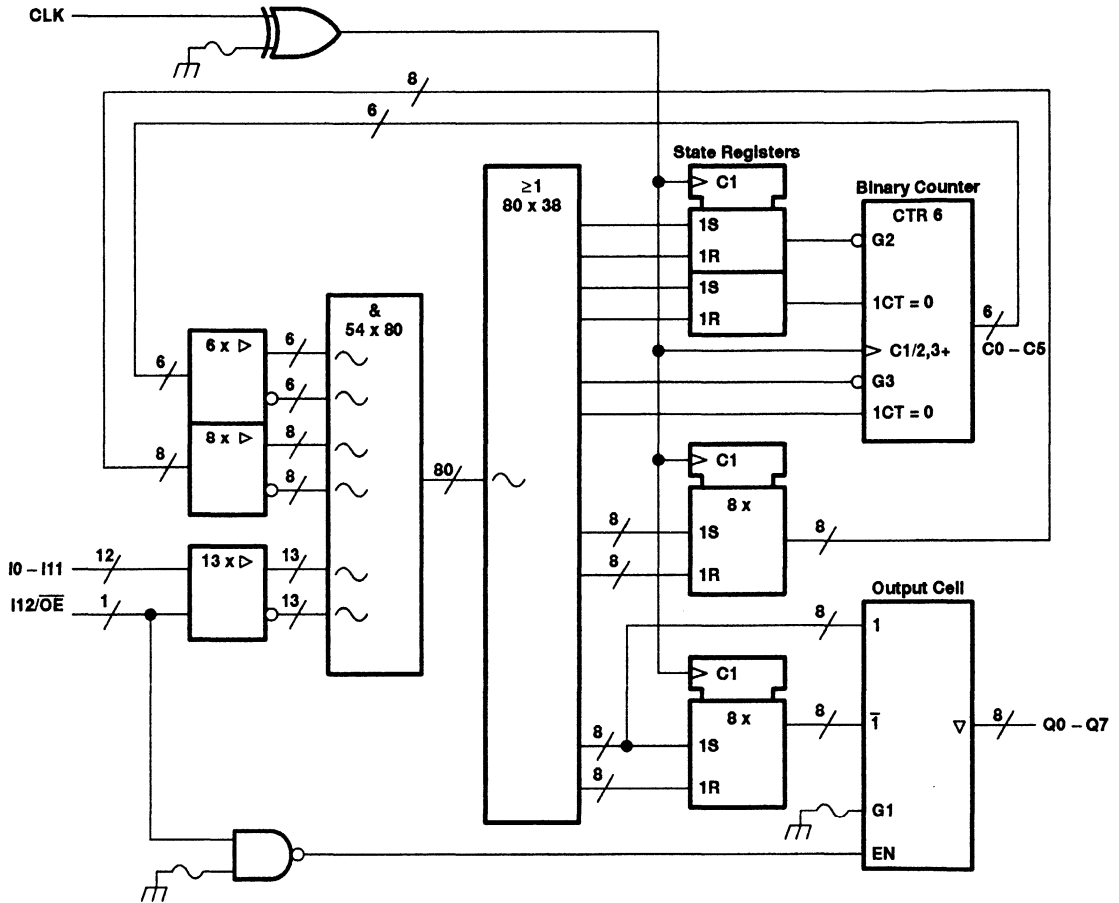 CLK
8
6
State Registers
C1
≥1
80 x 38
Binary Counter
CTR 6
1S
G2
1R
&
54 x 80
1S
1CT = 0
6
1R
6 x ▷
6
6
C1/2,3+
C0 – C5
6
G3
1CT = 0
8 x ▷
8
8
8
80
C1
8 x
8
1S
8
8
1R
I0 – I11
12
13 x ▷
13
I12/O̅E̅
1
13
Output Cell
8
1
C1
8 x
8
1̅
▽
8
Q0 – Q7
8
1S
8
1R
G1
EN